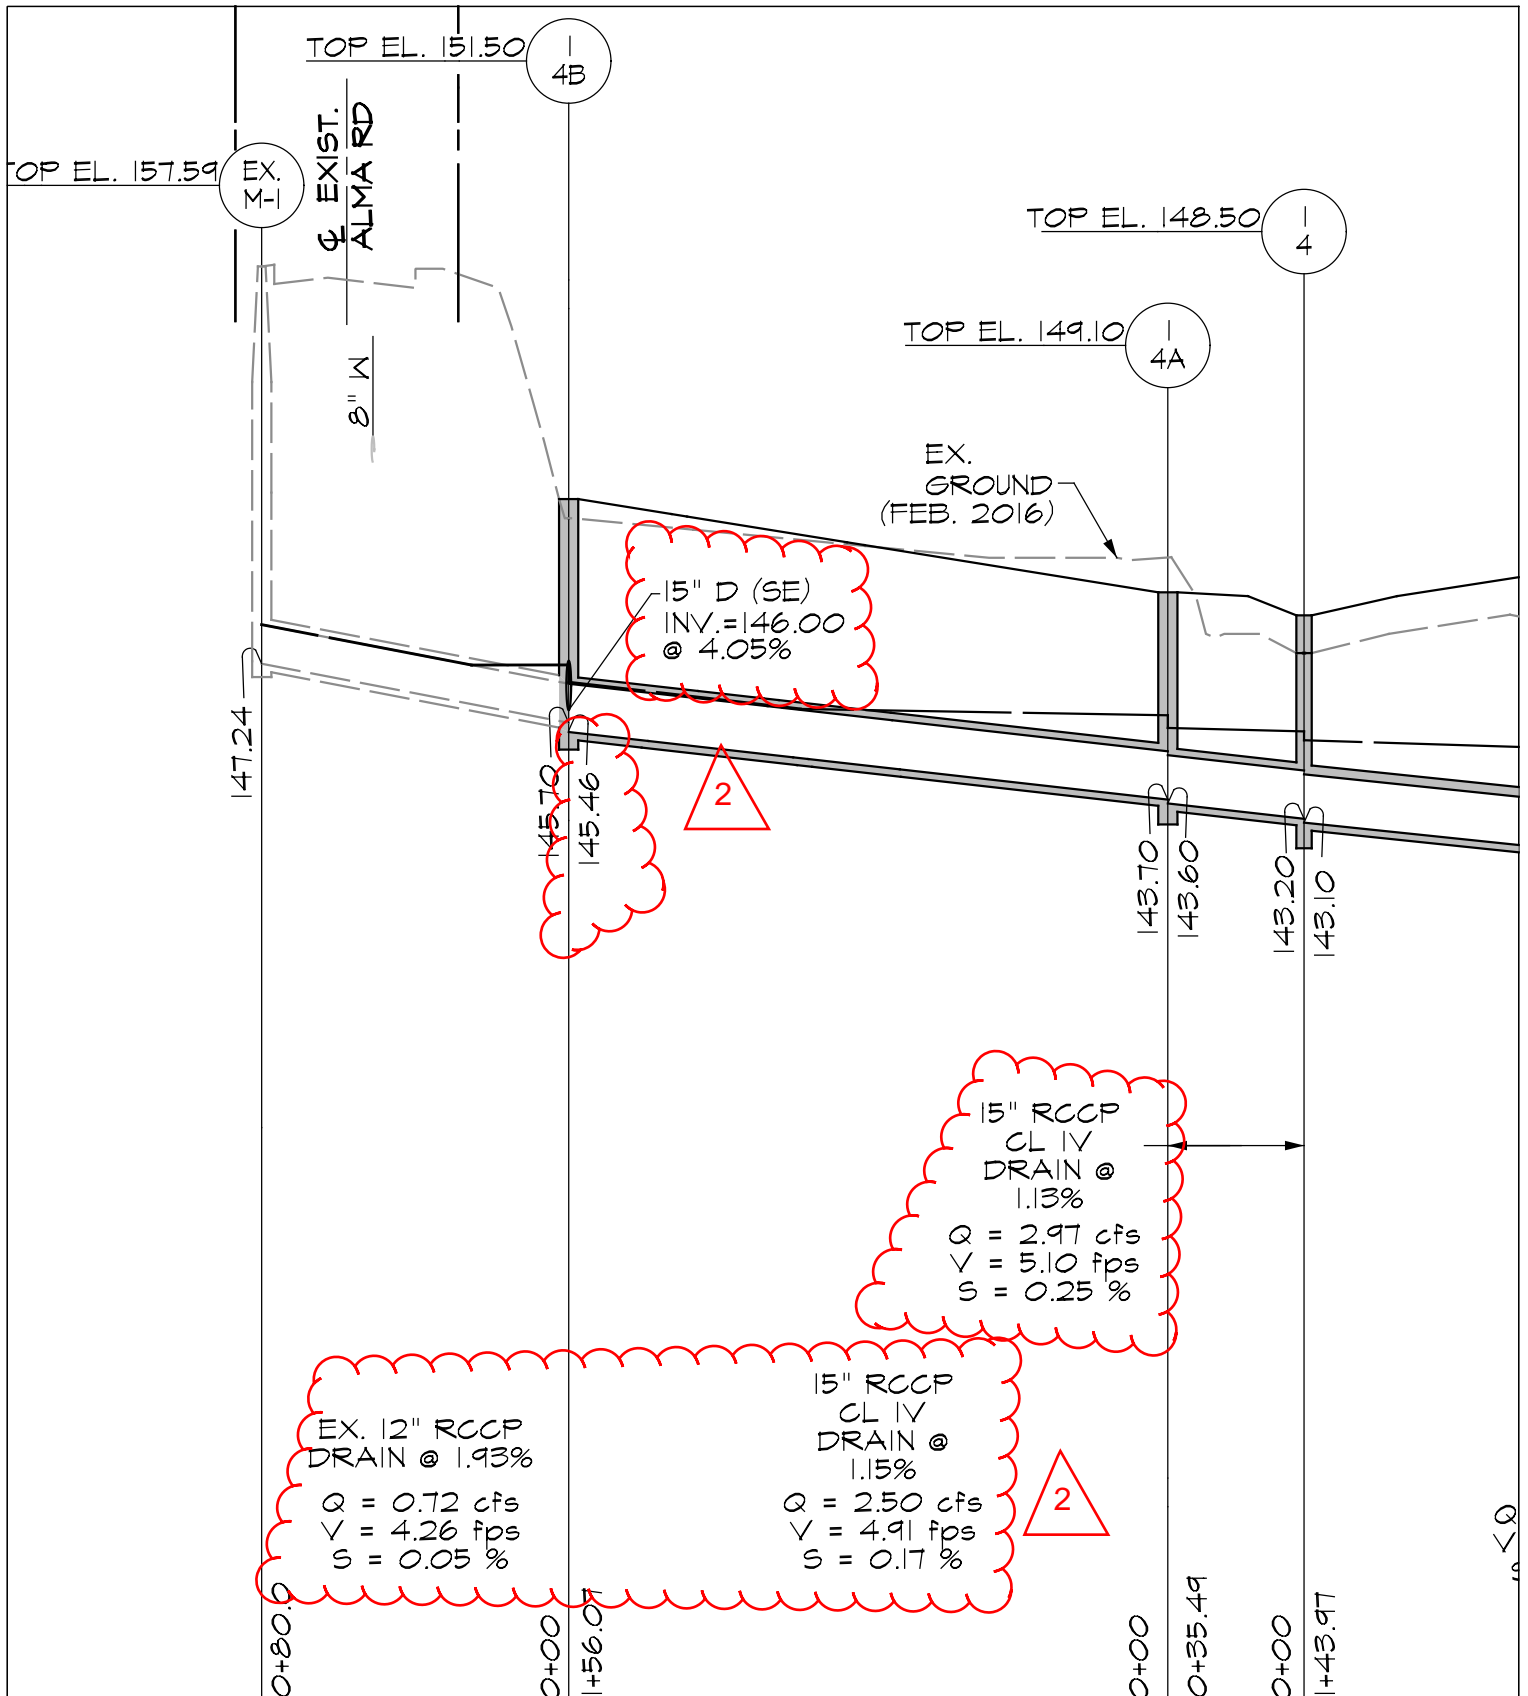 TOP EL. 151.50
1
4B
OP EL. 157.59
EX.
M-1
℄ EXIST.
ALMA RD
8" W
TOP EL. 148.50
1
4
TOP EL. 149.10
1
4A
EX.
GROUND
(FEB. 2016)
15" D (SE)
INV.=146.00
@ 4.05%
147.24
145.70
145.46
2
143.70
143.60
143.20
143.10
15" RCCP
CL IV
DRAIN @
1.13%
Q = 2.97 cfs
V = 5.10 fps
S = 0.25 %
EX. 12" RCCP
DRAIN @ 1.93%
Q = 0.72 cfs
V = 4.26 fps
S = 0.05 %
15" RCCP
CL IV
DRAIN @
1.15%
Q = 2.50 cfs
V = 4.91 fps
S = 0.17 %
2
Q
V
0+80.0
0+00
1+56.07
0+00
0+35.49
0+00
1+43.97